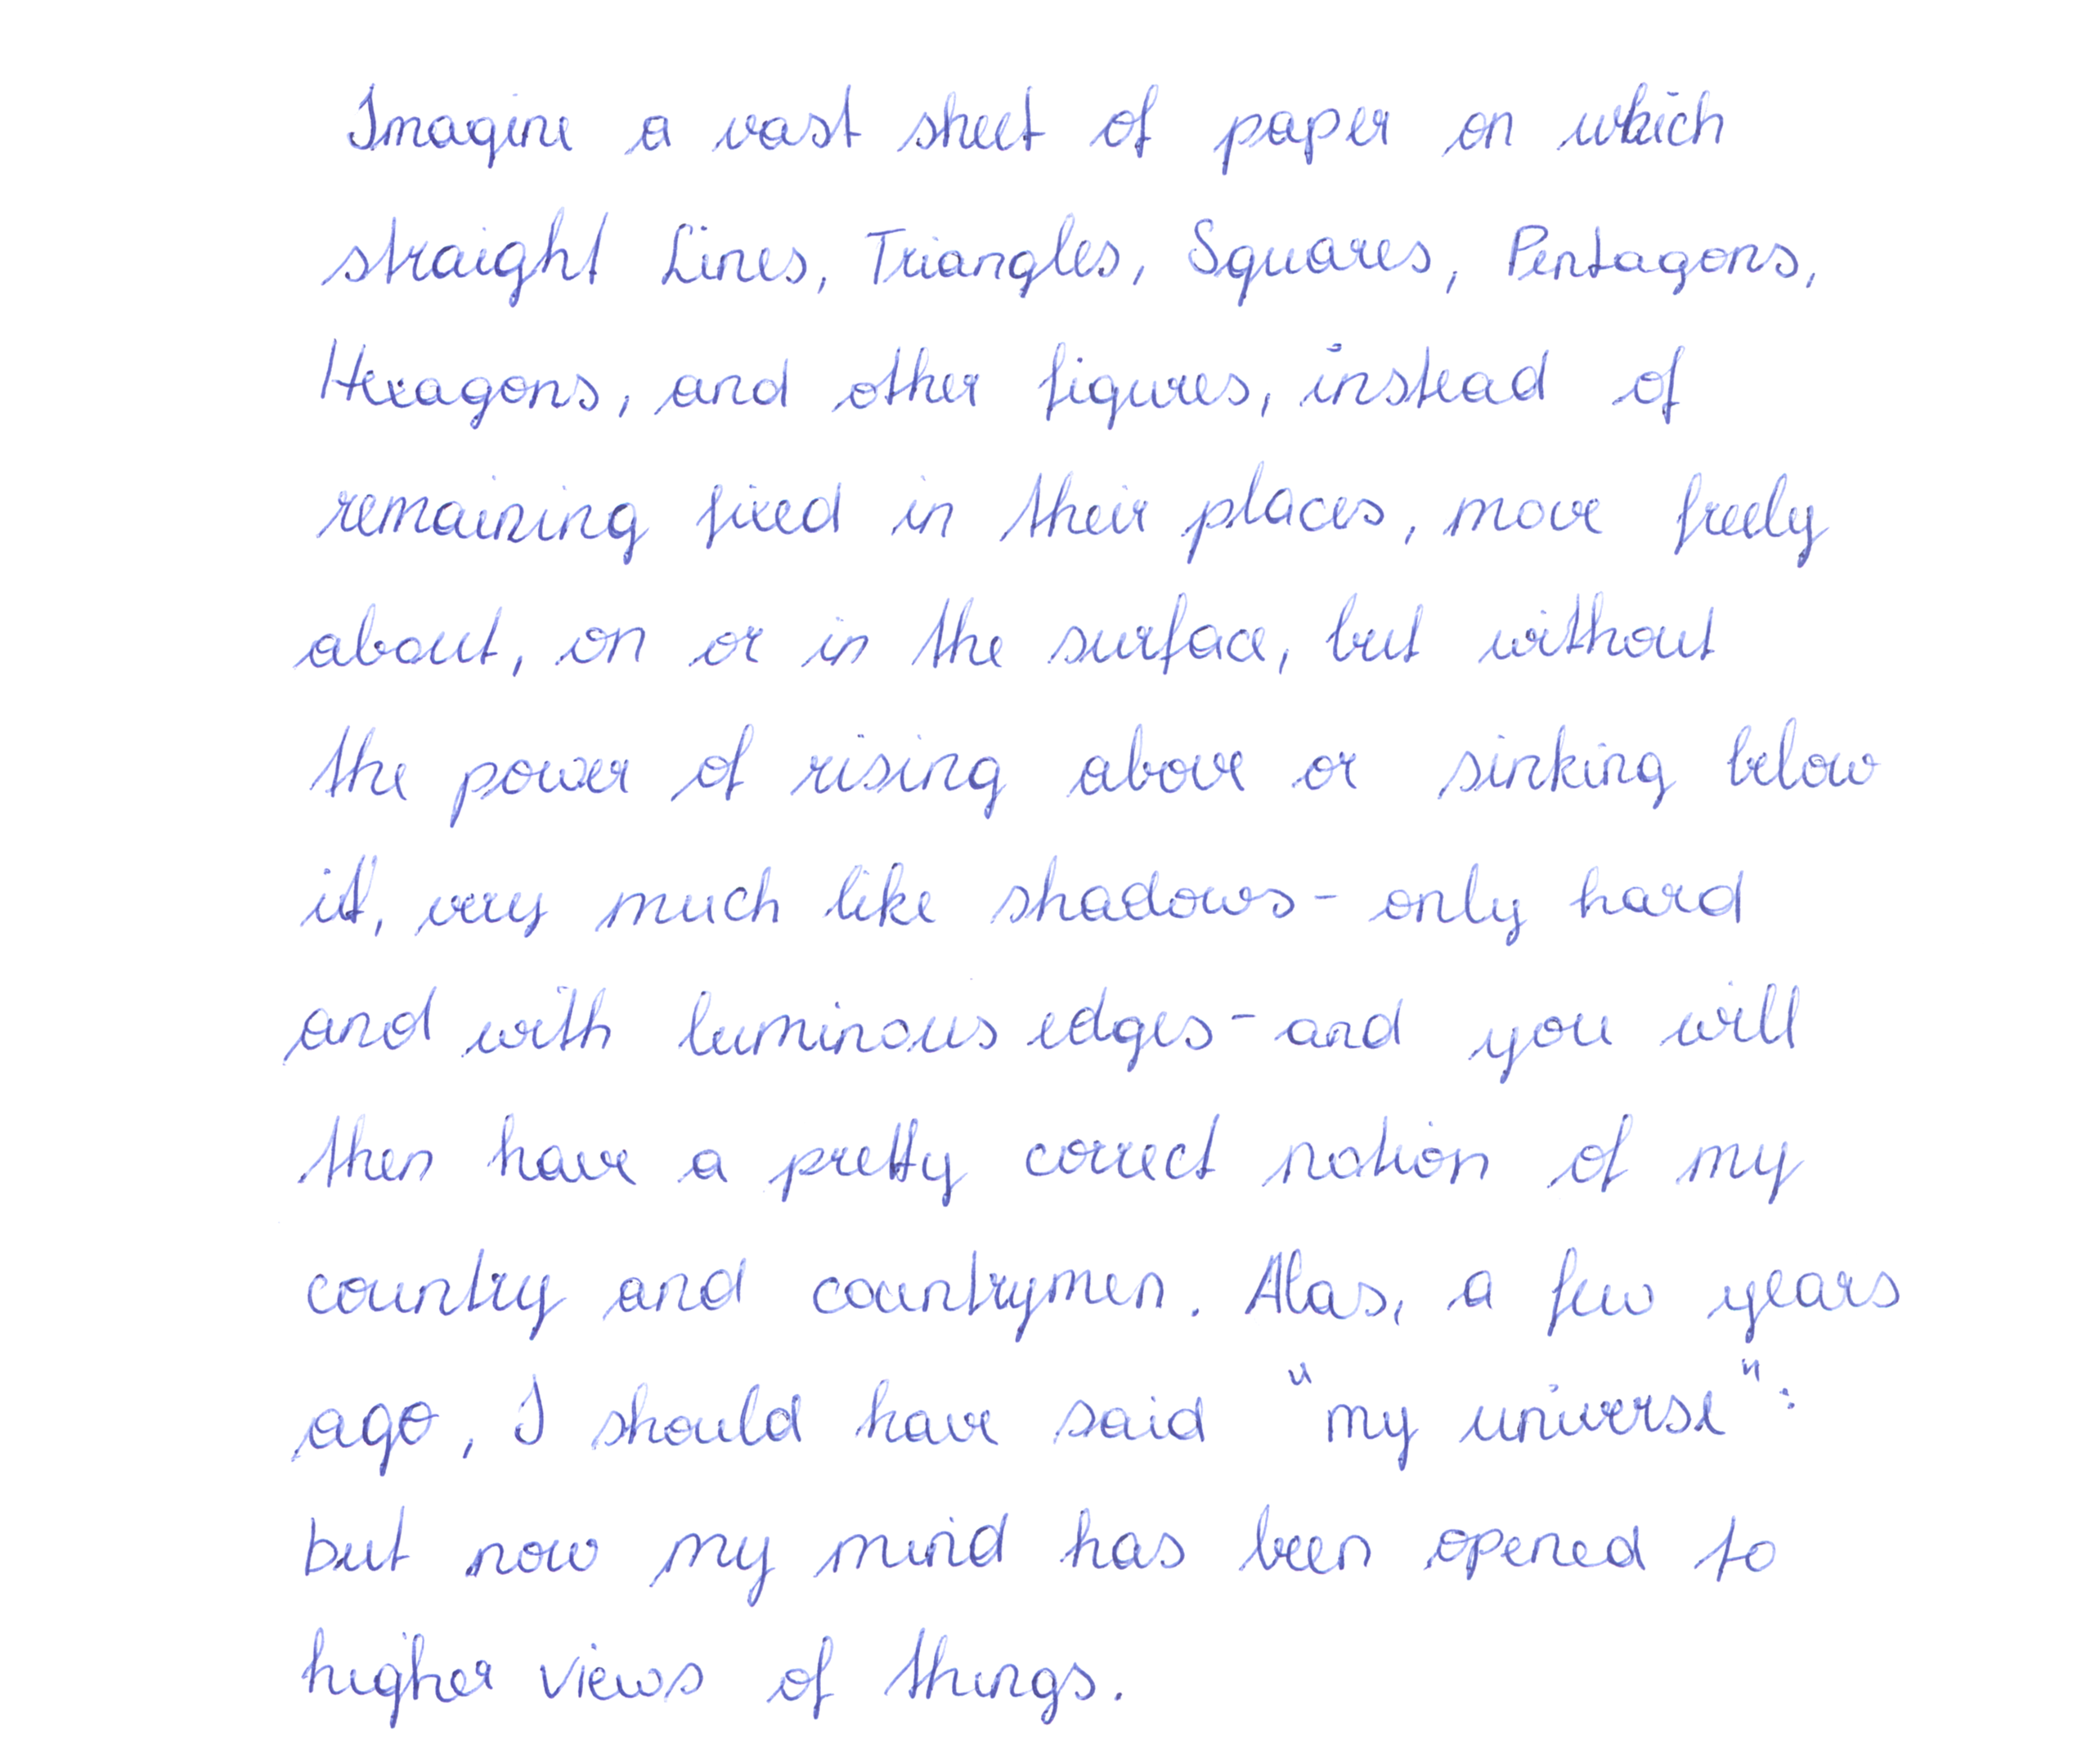 Imagine a vast sheet of paper on which
straight Lines, Triangles, Squares, Pentagons,
Hexagons, and other figures, instead of
remaining fixed in their places, move freely
about, on or in the surface, but without
the power of rising above or sinking below
it, very much like shadows - only hard
and with luminous edges - and you will
then have a pretty correct notion of my
country and countrymen. Alas, a few years
ago, I should have said "my universe":
but now my mind has been opened to
higher views of things.